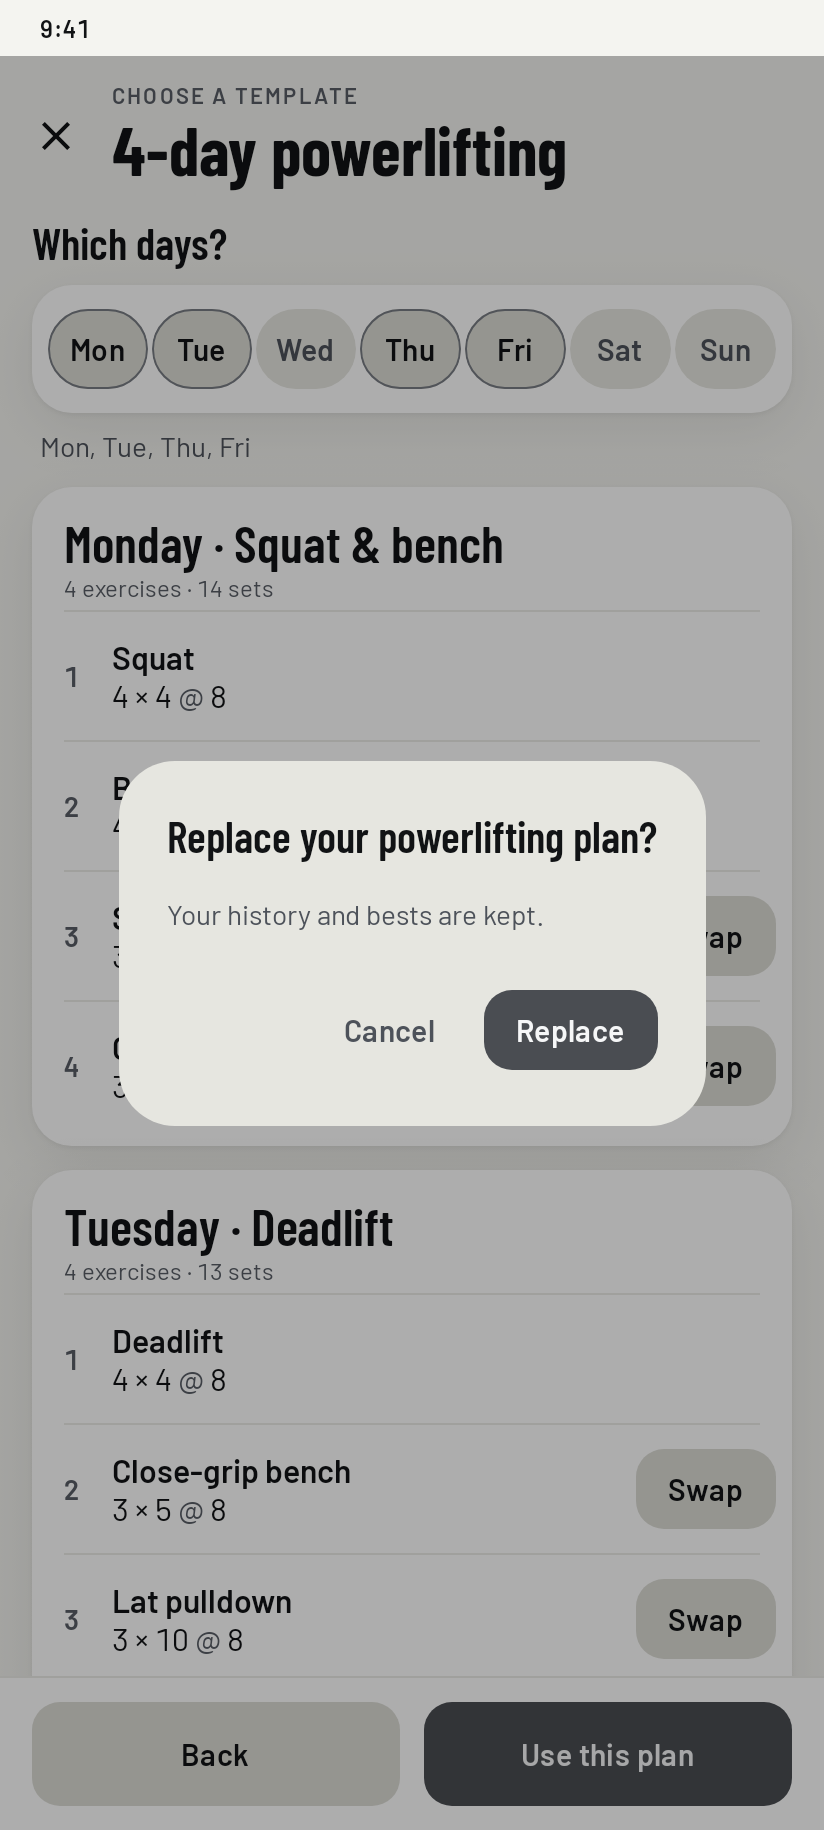 9:41
CHOOSE A TEMPLATE
4-day powerlifting
Which days?
Mon Tue Wed Thu Fri Sat Sun
Mon, Tue, Thu, Fri
Monday · Squat & bench
4 exercises · 14 sets
1 Squat
4 × 4 @ 8
2
Replace your powerlifting plan?
Your history and bests are kept.
3
4
Cancel Replace
Tuesday · Deadlift
4 exercises · 13 sets
1 Deadlift
4 × 4 @ 8
2 Close-grip bench Swap
3 × 5 @ 8
3 Lat pulldown Swap
3 × 10 @ 8
Back Use this plan